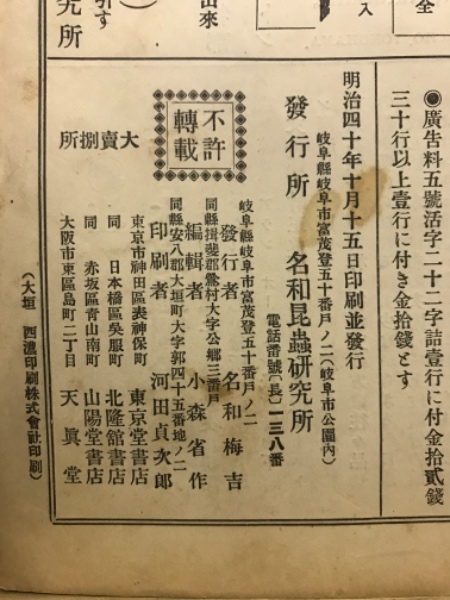 全
入
出來
引す
究所
◉廣告料五號活字二十二字詰壹行に付金拾貳錢
三十行以上壹行に付き金拾錢とす
明治四十年十月十五日印刷並發行
岐阜縣岐阜市富茂登五十番戸ノ二(岐阜市公園内)
發行所 名和昆蟲研究所
電話番號(長)一三八番
不許轉載
岐阜縣岐阜市富茂登五十番戸ノ二
發行者 名和梅吉
同縣揖斐郡鶯村大字公郷三番戸
編輯者 小森省作
同縣安八郡大垣町大字郭四十五番地ノ二
印刷者 河田貞次郎
大賣捌所
東京市神田區表神保町 東京堂書店
同 日本橋區吳服町 北隆館書店
同 赤坂區青山南町 山陽堂書店
大阪市東區島町二丁目 天眞堂
(大垣 西濃印刷株式會社印刷)